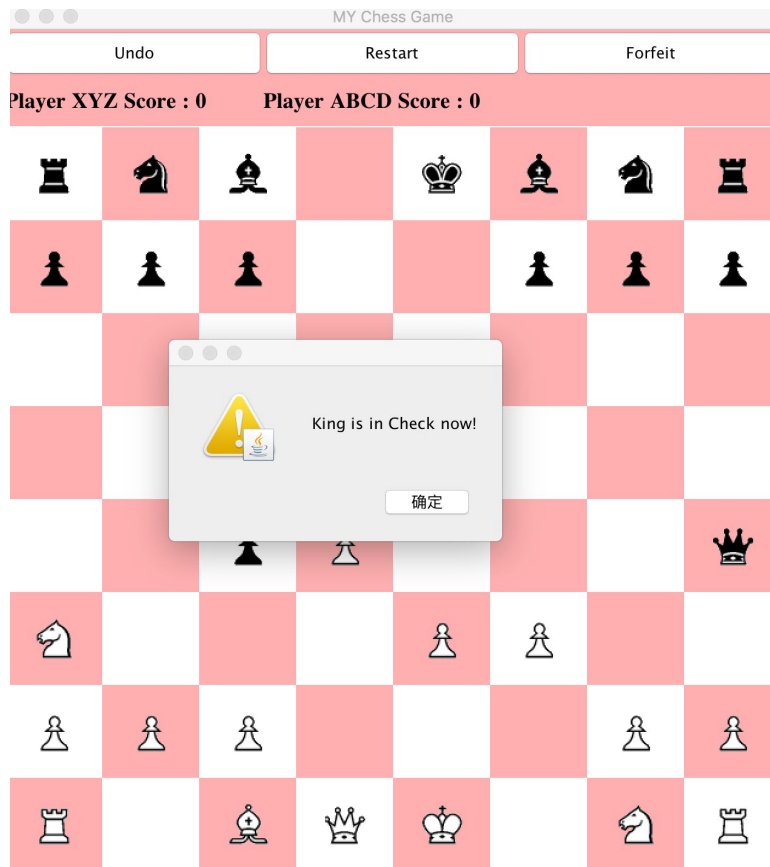 MY Chess Game
Undo
Restart
Forfeit
Player XYZ Score : 0
Player ABCD Score : 0
King is in Check now!
确定